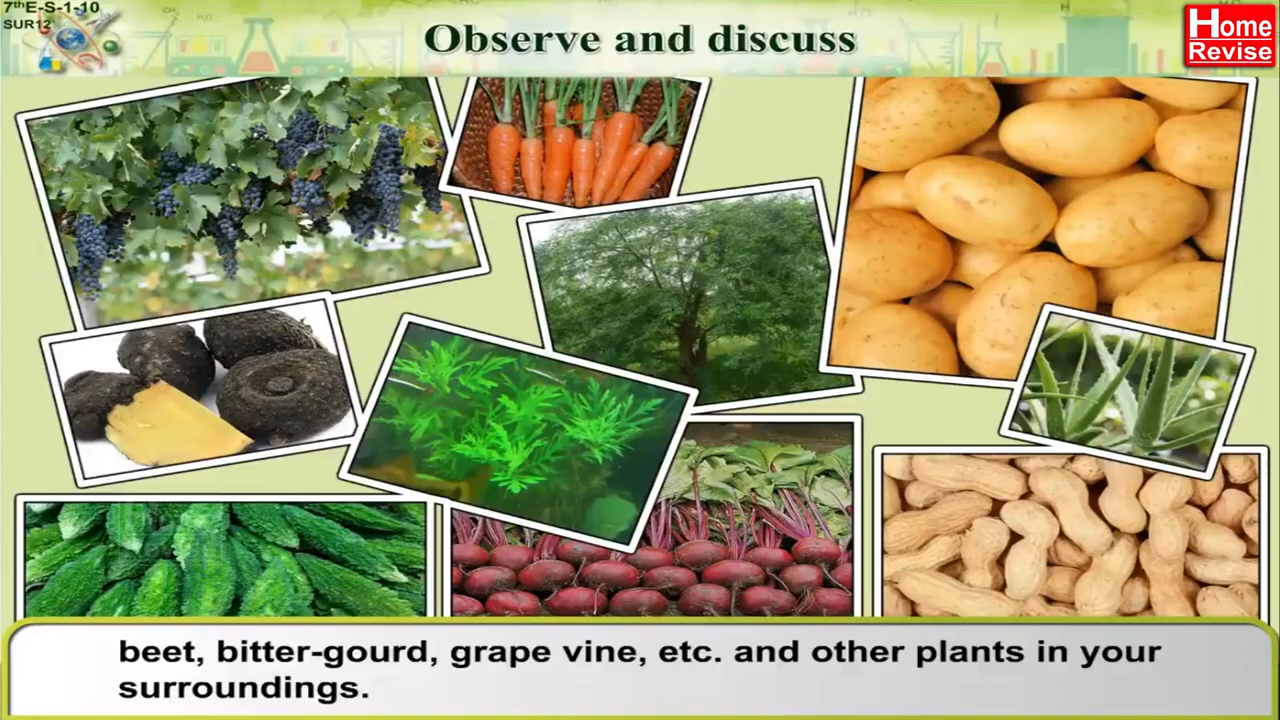 7thE-S-1-10
SUR12
Observe and discuss
Home
Revise
beet, bitter-gourd, grape vine, etc. and other plants in your
surroundings.